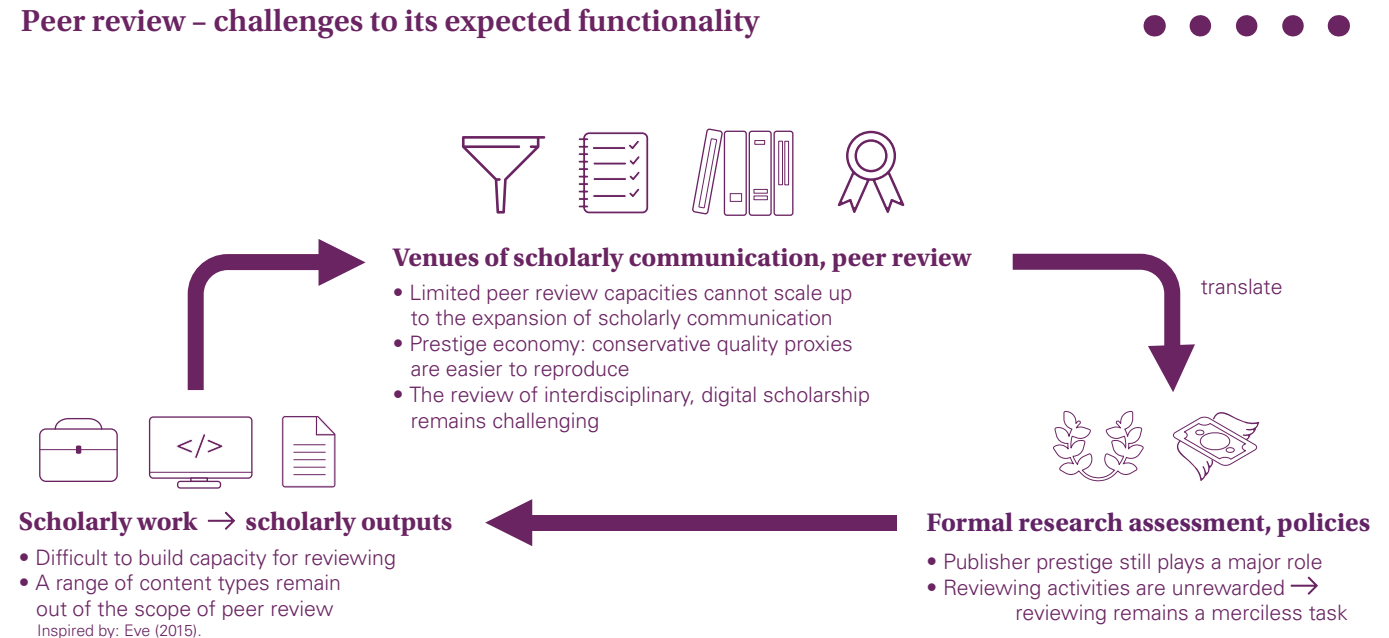 Peer review – challenges to its expected functionality
Venues of scholarly communication, peer review
• Limited peer review capacities cannot scale up
to the expansion of scholarly communication
• Prestige economy: conservative quality proxies
are easier to reproduce
• The review of interdisciplinary, digital scholarship
remains challenging
translate
</>
Scholarly work → scholarly outputs
• Difficult to build capacity for reviewing
• A range of content types remain
out of the scope of peer review
Inspired by: Eve (2015).
Formal research assessment, policies
• Publisher prestige still plays a major role
• Reviewing activities are unrewarded →
reviewing remains a merciless task